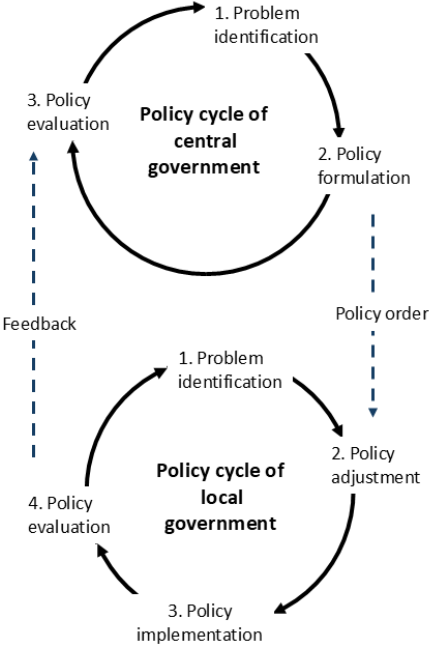 1. Problem
identification
3. Policy
evaluation
Policy cycle of
central
government
2. Policy
formulation
Feedback
Policy order
1. Problem
identification
2. Policy
adjustment
Policy cycle of
local
government
4. Policy
evaluation
3. Policy
implementation